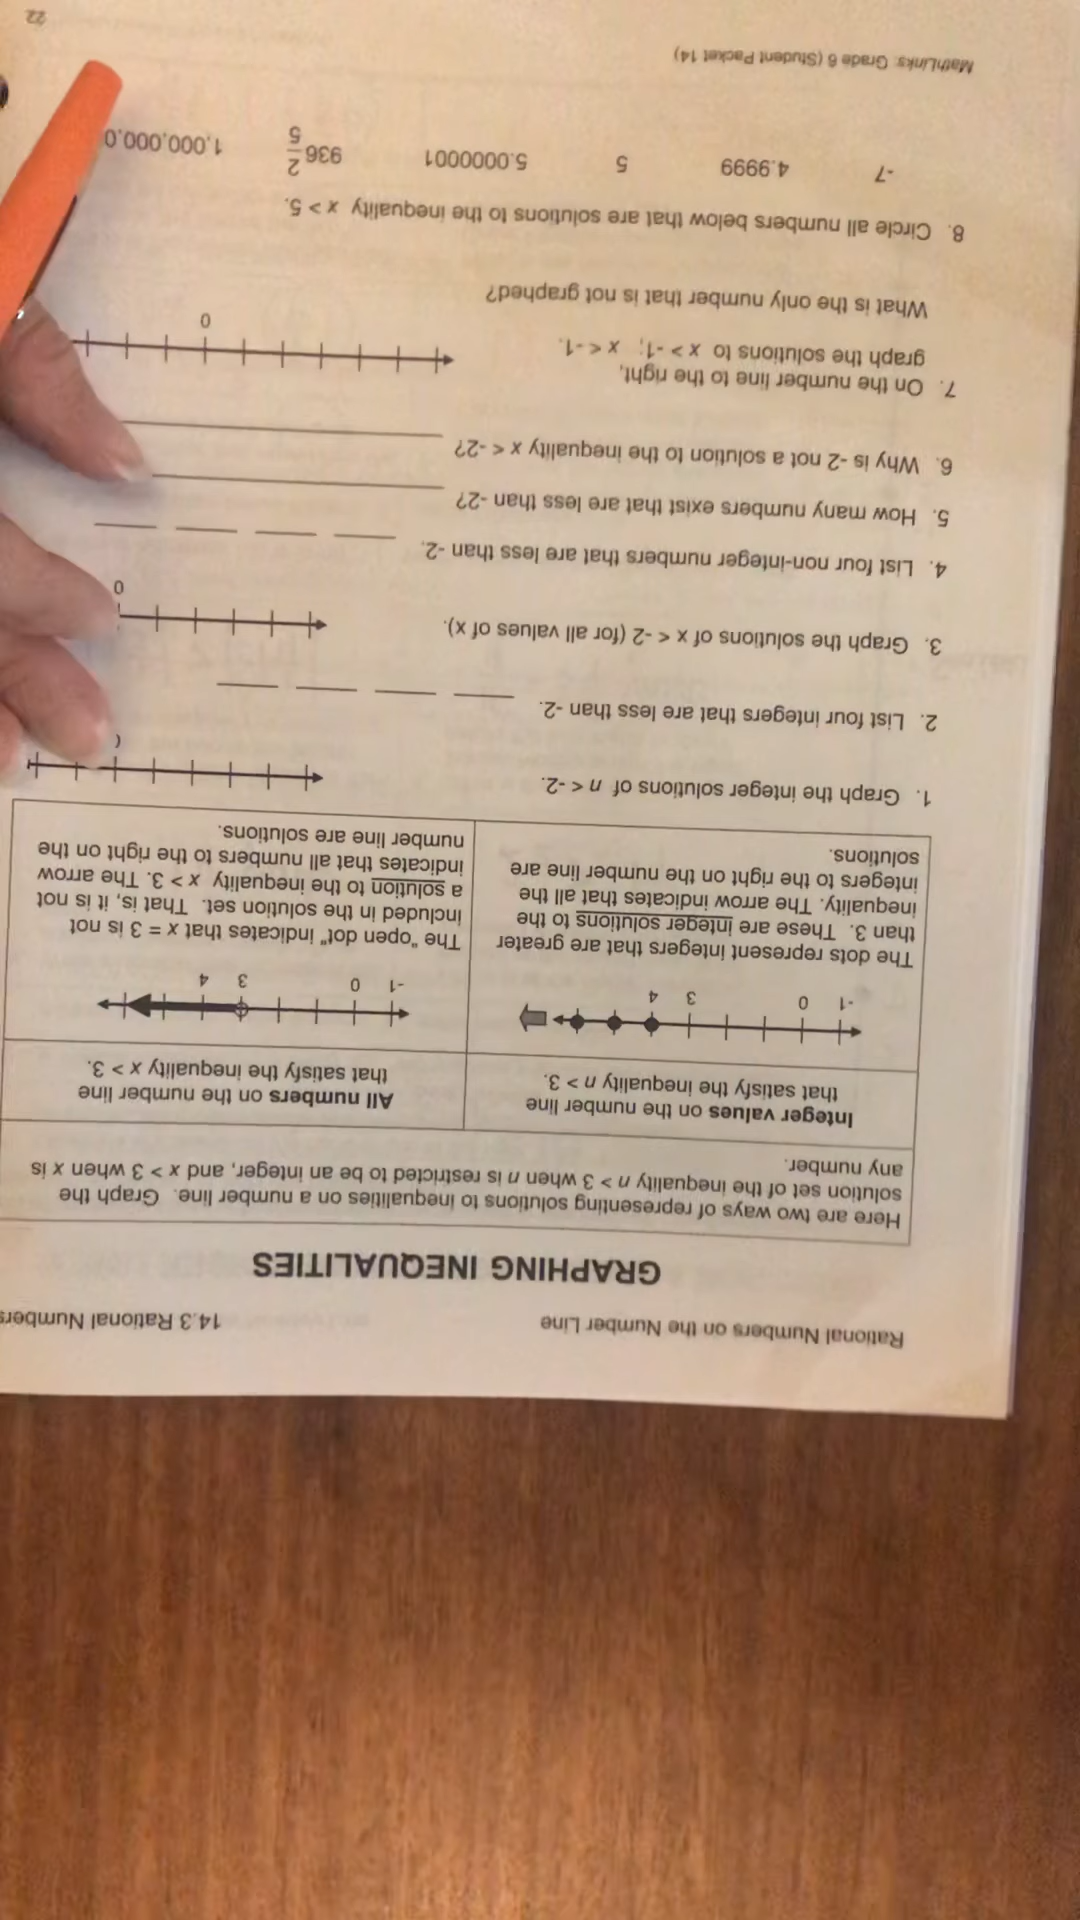 Rational Numbers on the Number Line
14.3 Rational Numbers
GRAPHING INEQUALITIES
Here are two ways of representing solutions to inequalities on a number line. Graph the
solution set of the inequality n > 3 when n is restricted to be an integer, and x > 3 when x is
any number.
Integer values on the number line
that satisfy the inequality n > 3.
-1 0 3 4
The dots represent integers that are greater
than 3. These are integer solutions to the
inequality. The arrow indicates that all the
integers to the right on the number line are
solutions.
All numbers on the number line
that satisfy the inequality x > 3.
-1 0 3 4
The "open dot" indicates that x = 3 is not
included in the solution set. That is, it is not
a solution to the inequality x > 3. The arrow
indicates that all numbers to the right on the
number line are solutions.
1. Graph the integer solutions of n < -2.
2. List four integers that are less than -2.
3. Graph the solutions of x < -2 (for all values of x).
0
4. List four non-integer numbers that are less than -2.
5. How many numbers exist that are less than -2?
6. Why is -2 not a solution to the inequality x < -2?
7. On the number line to the right,
graph the solutions to x > -1; x < -1.
0
What is the only number that is not graphed?
8. Circle all numbers below that are solutions to the inequality x > 5.
-7 4.9999 5 5.0000001 936 2/5 1,000,000.0
MathLinks: Grade 6 (Student Packet 14)
22